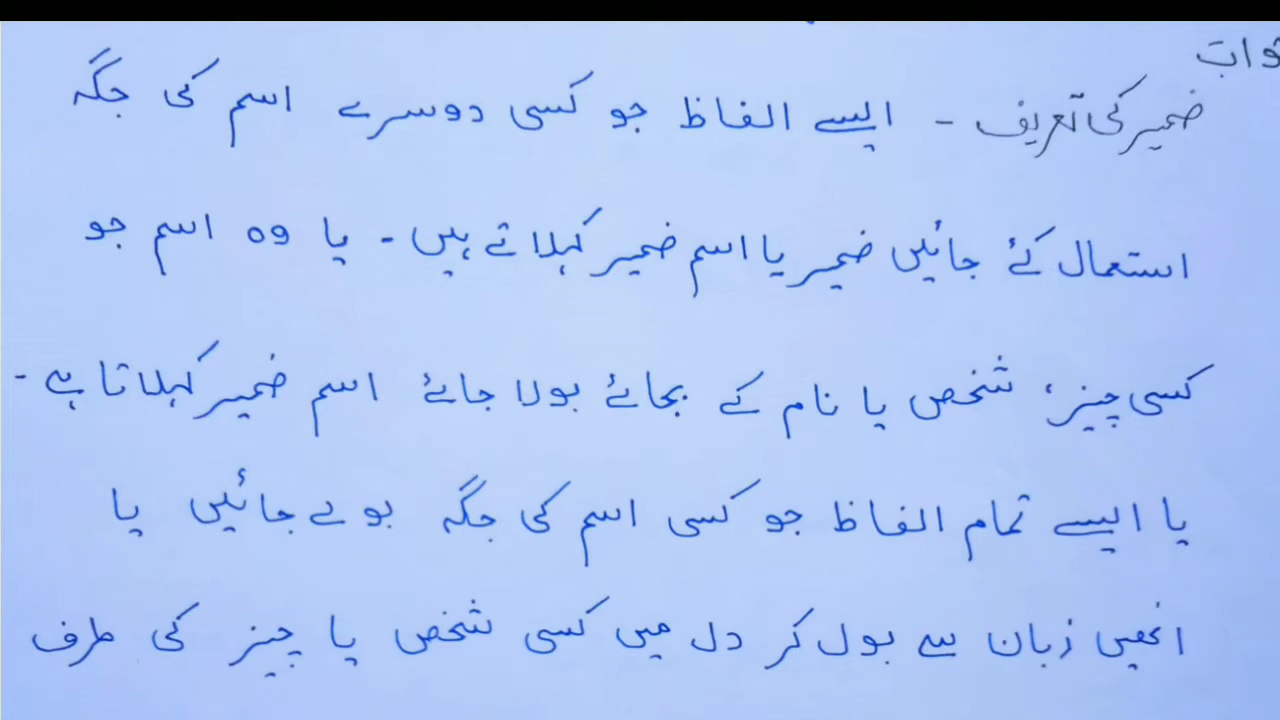 ضمیر کی تعریف - ایسے الفاظ جو کسی دوسرے اسم کی جگہ
استعمال کئے جائیں ضمیر یا اسم ضمیر کہلاتے ہیں - یا وہ اسم جو
کسی چیز، شخص یا نام کے بجائے بولا جائے اسم ضمیر کہلاتا ہے -
یا ایسے تمام الفاظ جو کسی اسم کی جگہ بولے جائیں یا
انھیں زبان سے بول کر دل میں کسی شخص یا چیز کی طرف